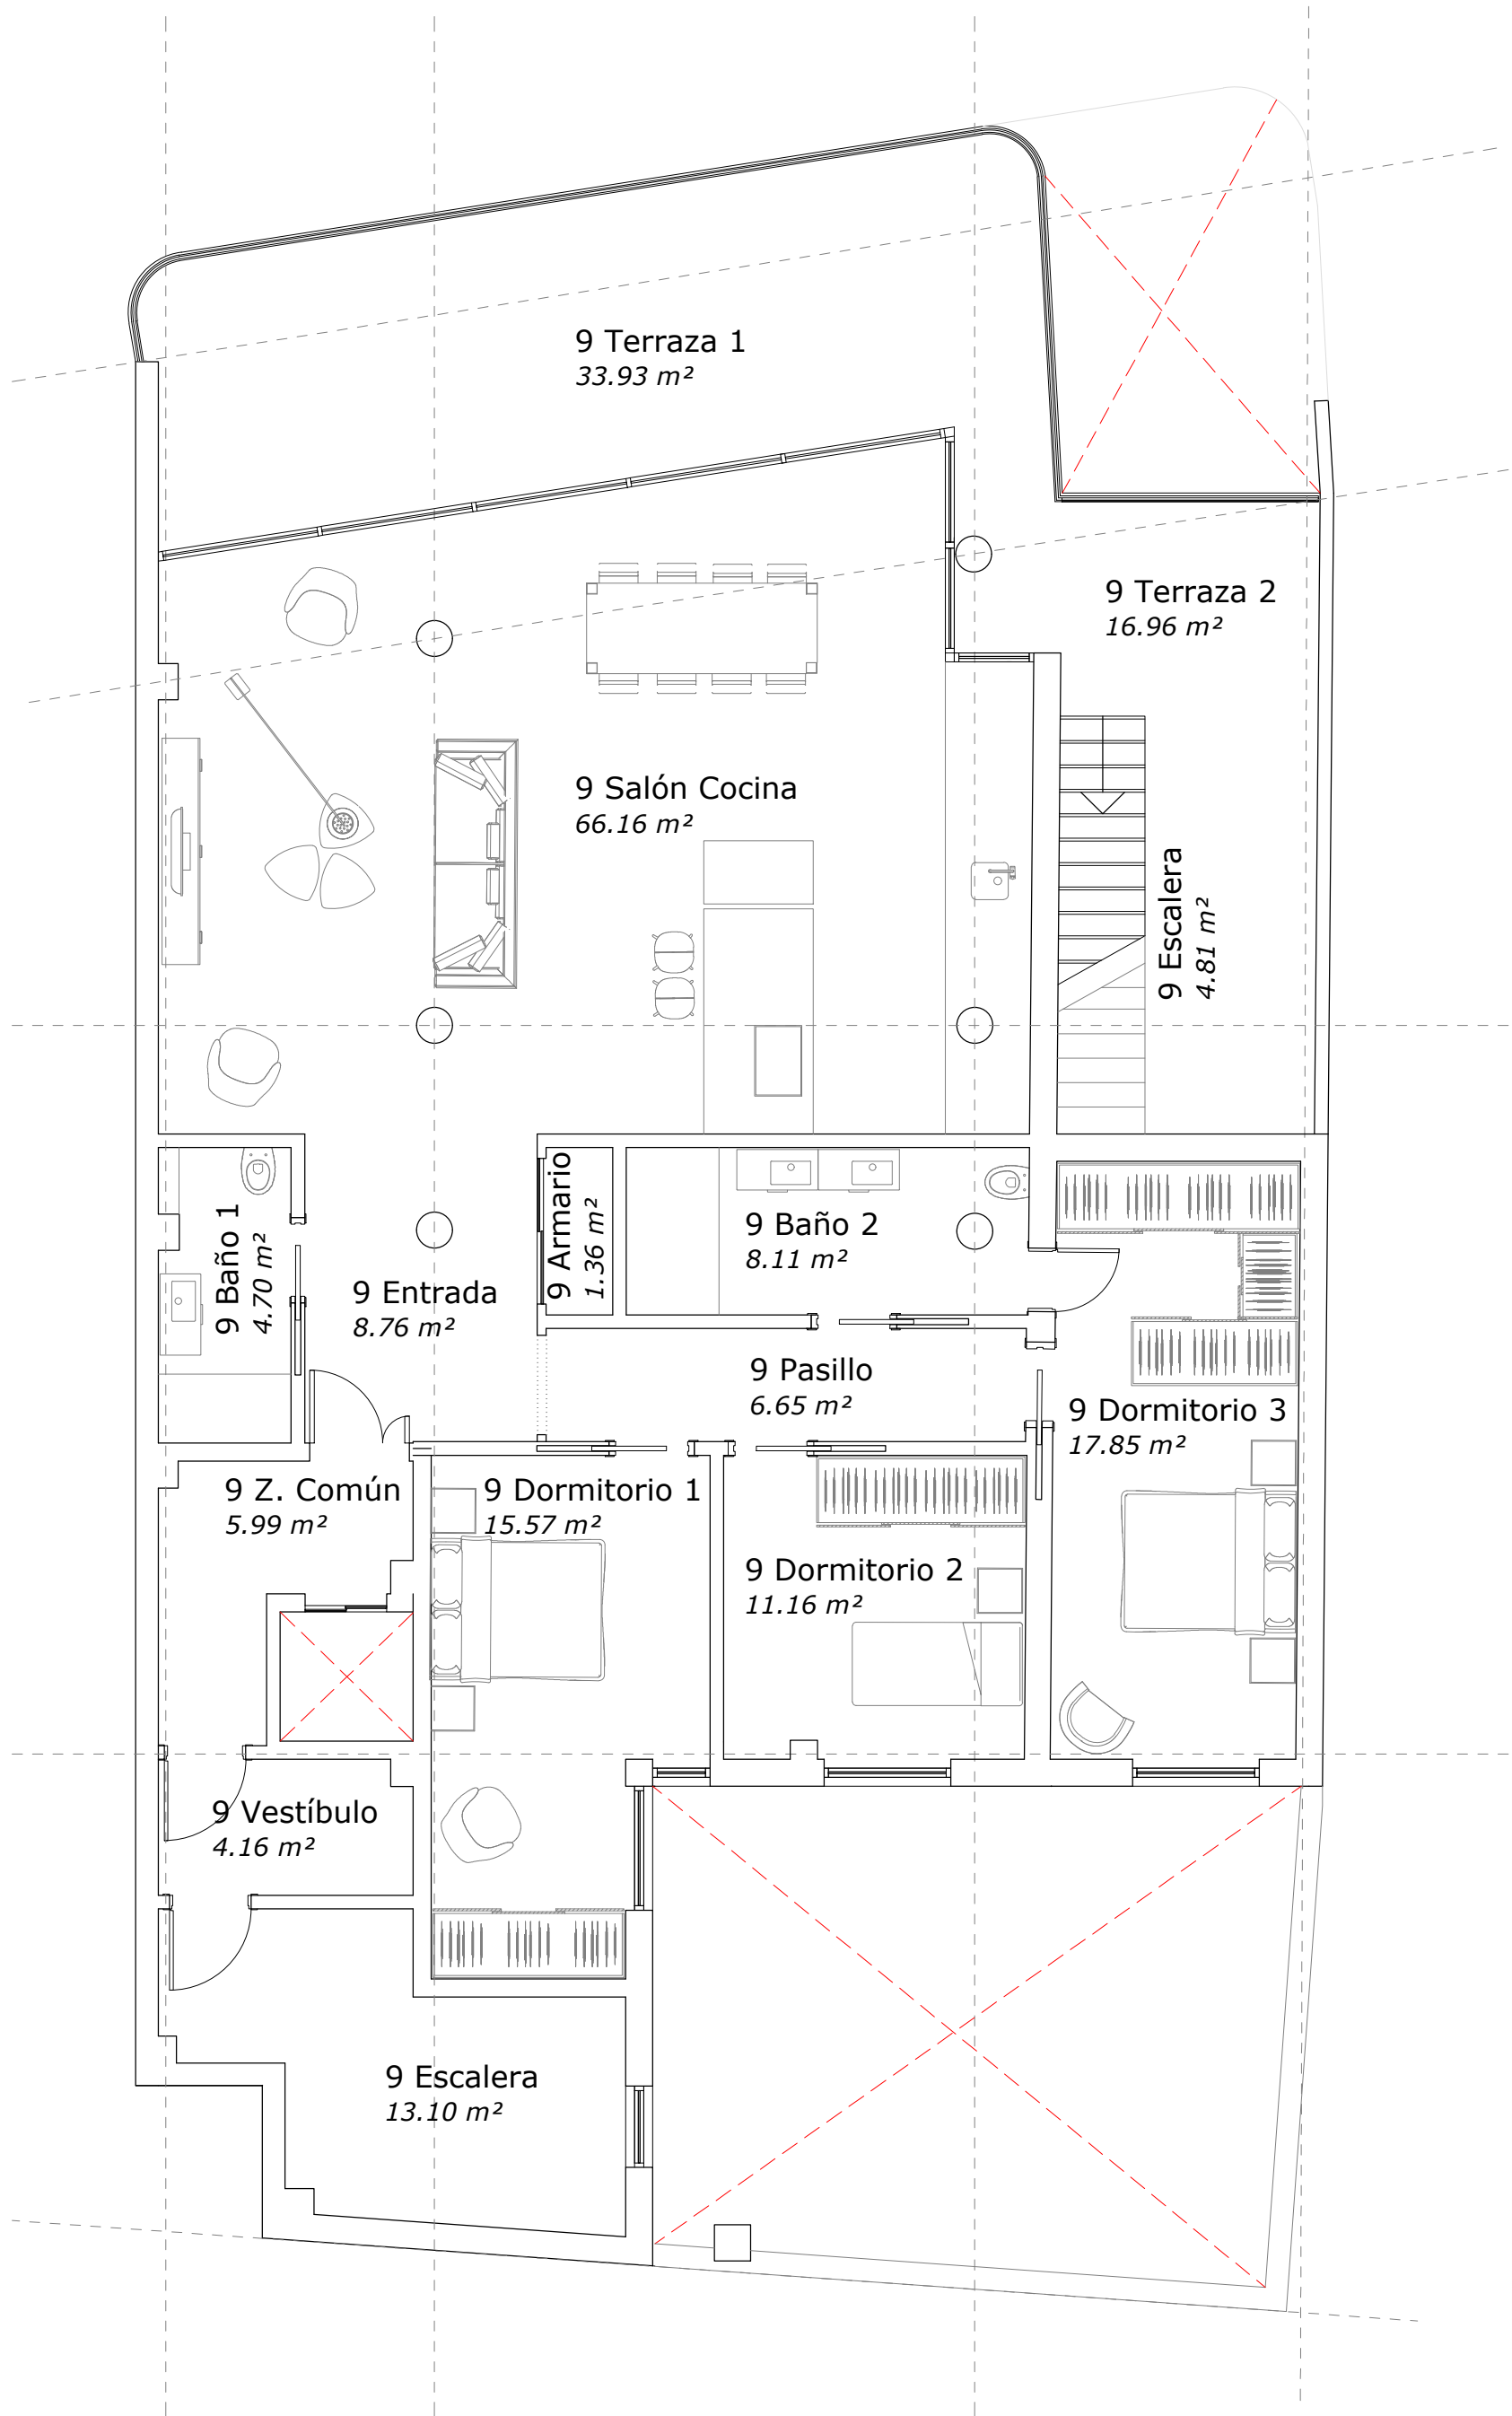 9 Terraza 1
33.93 m²
9 Terraza 2
16.96 m²
9 Salón Cocina
66.16 m²
9 Escalera
4.81 m²
9 Baño 1
4.70 m²
9 Entrada
8.76 m²
9 Armario
1.36 m²
9 Baño 2
8.11 m²
9 Pasillo
6.65 m²
9 Dormitorio 3
17.85 m²
9 Z. Común
5.99 m²
9 Dormitorio 1
15.57 m²
9 Dormitorio 2
11.16 m²
9 Vestíbulo
4.16 m²
9 Escalera
13.10 m²